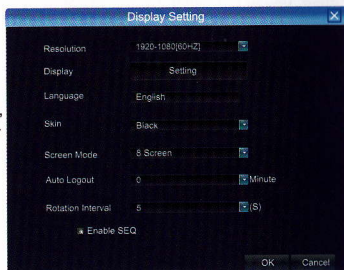 Display Setting
Resolution 1920-1080[60HZ]
Display Setting
Language English
Skin Black
Screen Mode 8 Screen
Auto Logout 0 Minute
Rotation Interval 5 (S)
Enable SEQ
OK Cancel